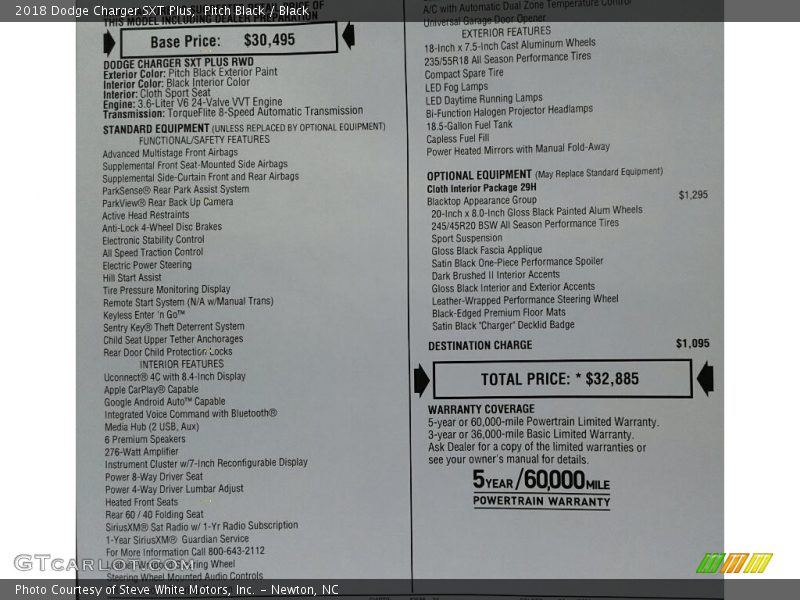 2018 Dodge Charger SXT Plus - Pitch Black / Black
THIS MODEL INCLUDING DEALER PREPARATION
Base Price: $30,495
DODGE CHARGER SXT PLUS RWD
Exterior Color: Pitch Black Exterior Paint
Interior Color: Black Interior Color
Interior: Cloth Sport Seat
Engine: 3.6-Liter V6 24-Valve VVT Engine
Transmission: TorqueFlite 8-Speed Automatic Transmission
STANDARD EQUIPMENT (UNLESS REPLACED BY OPTIONAL EQUIPMENT)
FUNCTIONAL/SAFETY FEATURES
Advanced Multistage Front Airbags
Supplemental Front Seat-Mounted Side Airbags
Supplemental Side-Curtain Front and Rear Airbags
ParkSense® Rear Park Assist System
ParkView® Rear Back Up Camera
Active Head Restraints
Anti-Lock 4-Wheel Disc Brakes
Electronic Stability Control
All Speed Traction Control
Electric Power Steering
Hill Start Assist
Tire Pressure Monitoring Display
Remote Start System (N/A w/Manual Trans)
Keyless Enter 'n Go™
Sentry Key® Theft Deterrent System
Child Seat Upper Tether Anchorages
Rear Door Child Protection Locks
INTERIOR FEATURES
Uconnect® 4C with 8.4-Inch Display
Apple CarPlay® Capable
Google Android Auto™ Capable
Integrated Voice Command with Bluetooth®
Media Hub (2 USB, Aux)
6 Premium Speakers
276-Watt Amplifier
Instrument Cluster w/7-Inch Reconfigurable Display
Power 8-Way Driver Seat
Power 4-Way Driver Lumbar Adjust
Heated Front Seats
Rear 60 / 40 Folding Seat
SiriusXM® Sat Radio w/ 1-Yr Radio Subscription
1-Year SiriusXM® Guardian Service
For More Information Call 800-643-2112
Steering Wheel
Steering Wheel Mounted Audio Controls
A/C with Automatic Dual Zone Temperature Control
Universal Garage Door Opener
EXTERIOR FEATURES
18-Inch x 7.5-Inch Cast Aluminum Wheels
235/55R18 All Season Performance Tires
Compact Spare Tire
LED Fog Lamps
LED Daytime Running Lamps
Bi-Function Halogen Projector Headlamps
18.5-Gallon Fuel Tank
Capless Fuel Fill
Power Heated Mirrors with Manual Fold-Away
OPTIONAL EQUIPMENT (May Replace Standard Equipment)
Cloth Interior Package 29H
Blacktop Appearance Group $1,295
20-Inch x 8.0-Inch Gloss Black Painted Alum Wheels
245/45R20 BSW All Season Performance Tires
Sport Suspension
Gloss Black Fascia Applique
Satin Black One-Piece Performance Spoiler
Dark Brushed II Interior Accents
Gloss Black Interior and Exterior Accents
Leather-Wrapped Performance Steering Wheel
Black-Edged Premium Floor Mats
Satin Black "Charger" Decklid Badge
DESTINATION CHARGE $1,095
TOTAL PRICE: * $32,885
WARRANTY COVERAGE
5-year or 60,000-mile Powertrain Limited Warranty.
3-year or 36,000-mile Basic Limited Warranty.
Ask Dealer for a copy of the limited warranties or
see your owner's manual for details.
5 YEAR / 60,000 MILE
POWERTRAIN WARRANTY
GTCARLOT.COM
Photo Courtesy of Steve White Motors, Inc. - Newton, NC